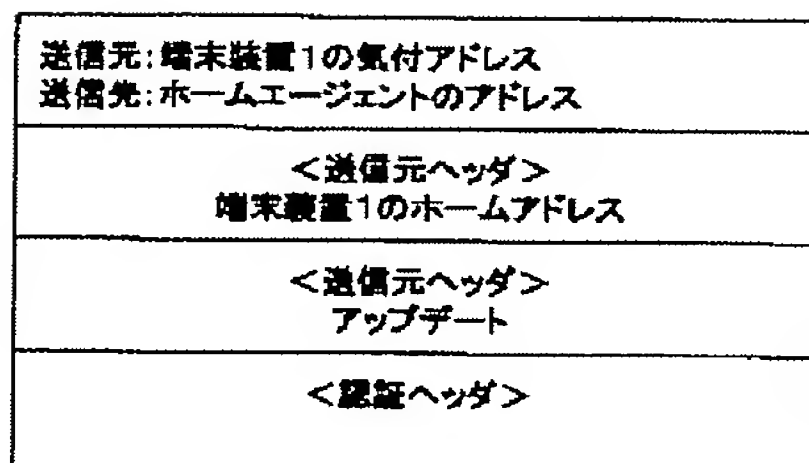 送信元:端末装置1の気付アドレス
送信先:ホームエージェントのアドレス
<送信元ヘッダ>
端末装置1のホームアドレス
<送信元ヘッダ>
アップデート
<認証ヘッダ>